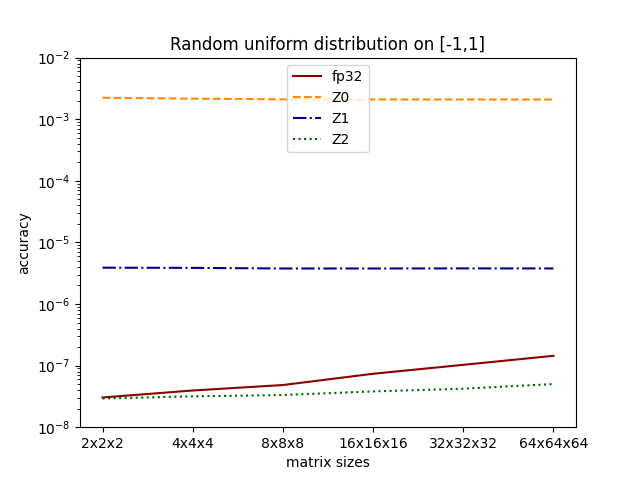 Random uniform distribution on [-1,1]
fp32
Z0
Z1
Z2
accuracy
10⁻²
10⁻³
10⁻⁴
10⁻⁵
10⁻⁶
10⁻⁷
10⁻⁸
2x2x2 4x4x4 8x8x8 16x16x16 32x32x32 64x64x64
matrix sizes